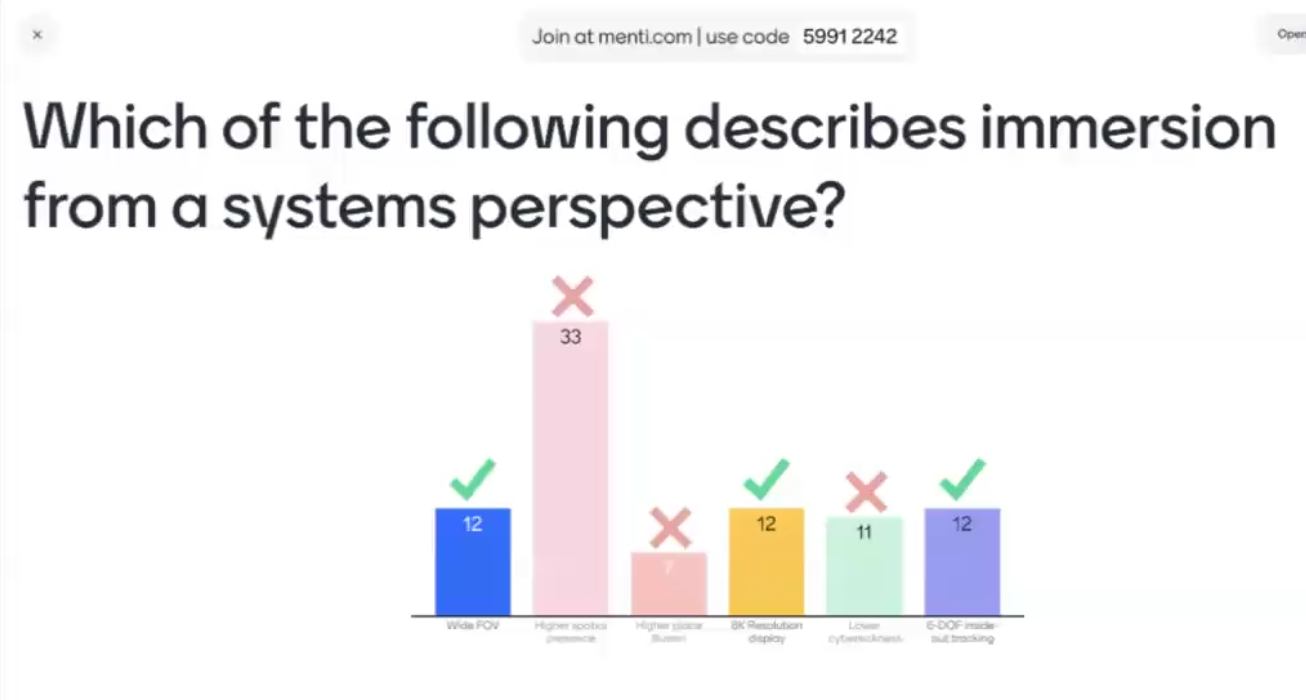 ×
Join at menti.com | use code 5991 2242
Open
Which of the following describes immersion
from a systems perspective?
33
12
7
12
11
12
Wide FOV
Higher spatial
presence
Higher place
illusion
8K Resolution
display
Lower
cybersickness
6-DOF inside-
out tracking